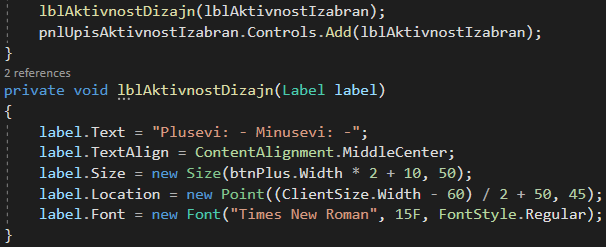 lblAktivnostDizajn(lblAktivnostIzabran);
pnlUpisAktivnostIzabran.Controls.Add(lblAktivnostIzabran);
}
2 references
private void lblAktivnostDizajn(Label label)
{
label.Text = "Plusevi: - Minusevi: -";
label.TextAlign = ContentAlignment.MiddleCenter;
label.Size = new Size(btnPlus.Width * 2 + 10, 50);
label.Location = new Point((ClientSize.Width - 60) / 2 + 50, 45);
label.Font = new Font("Times New Roman", 15F, FontStyle.Regular);
}